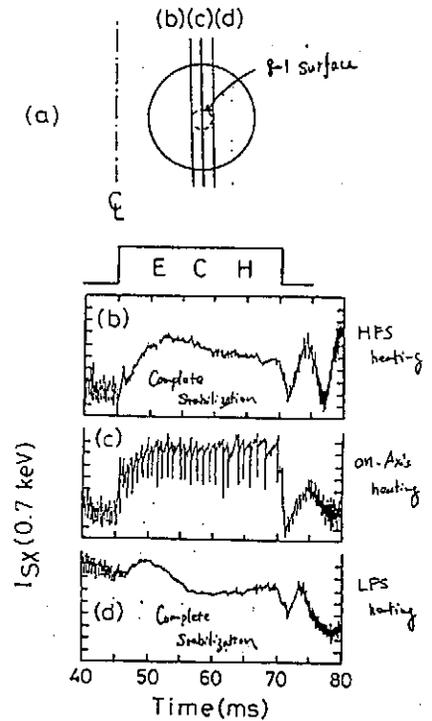 (b)(c)(d)
q=1 surface
(a)
℄
E C H
(b)
HFS heating
Complete
Stabilization
(c)
on-Axis heating
(d)
LFS heating
Complete
Stabilization
I_SX (0.7 keV)
40 50 60 70 80
Time(ms)